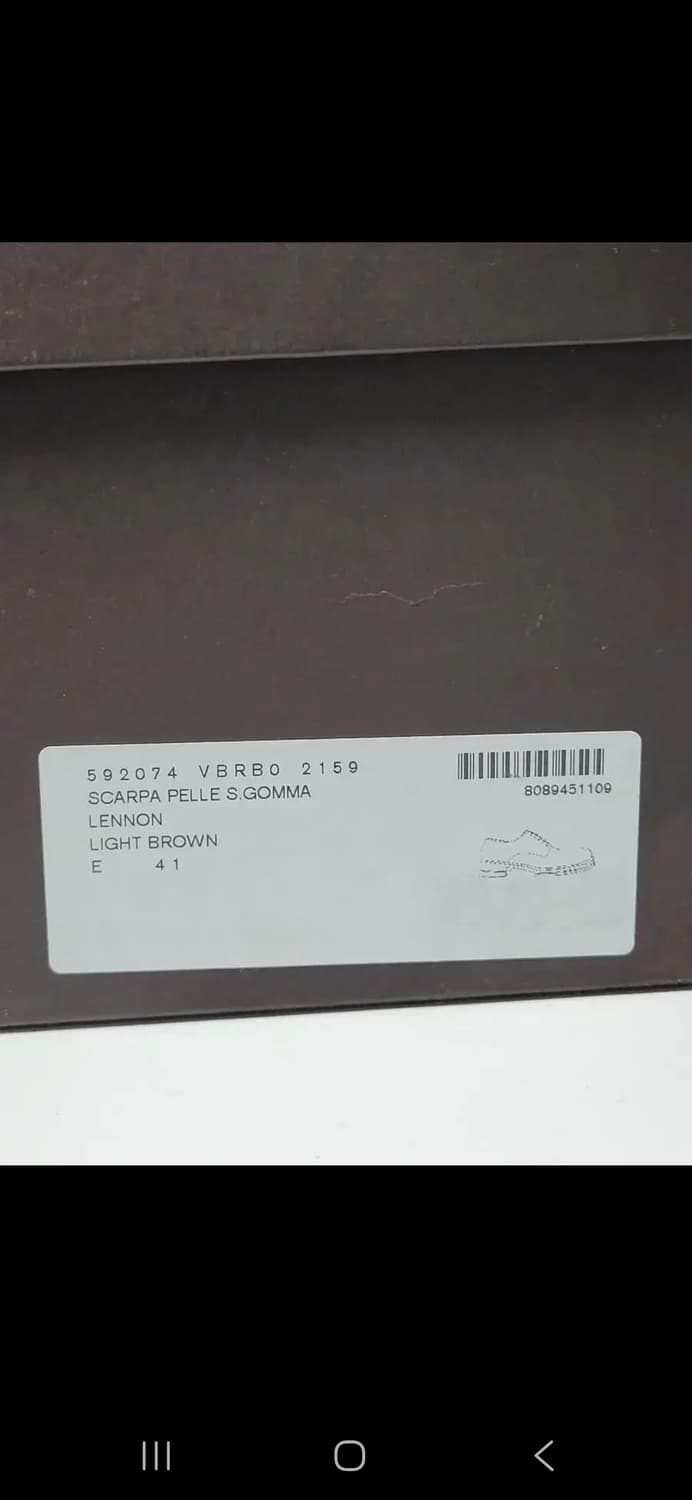 592074 VBRB0 2159
SCARPA PELLE S.GOMMA
LENNON
LIGHT BROWN
E 41
8089451109